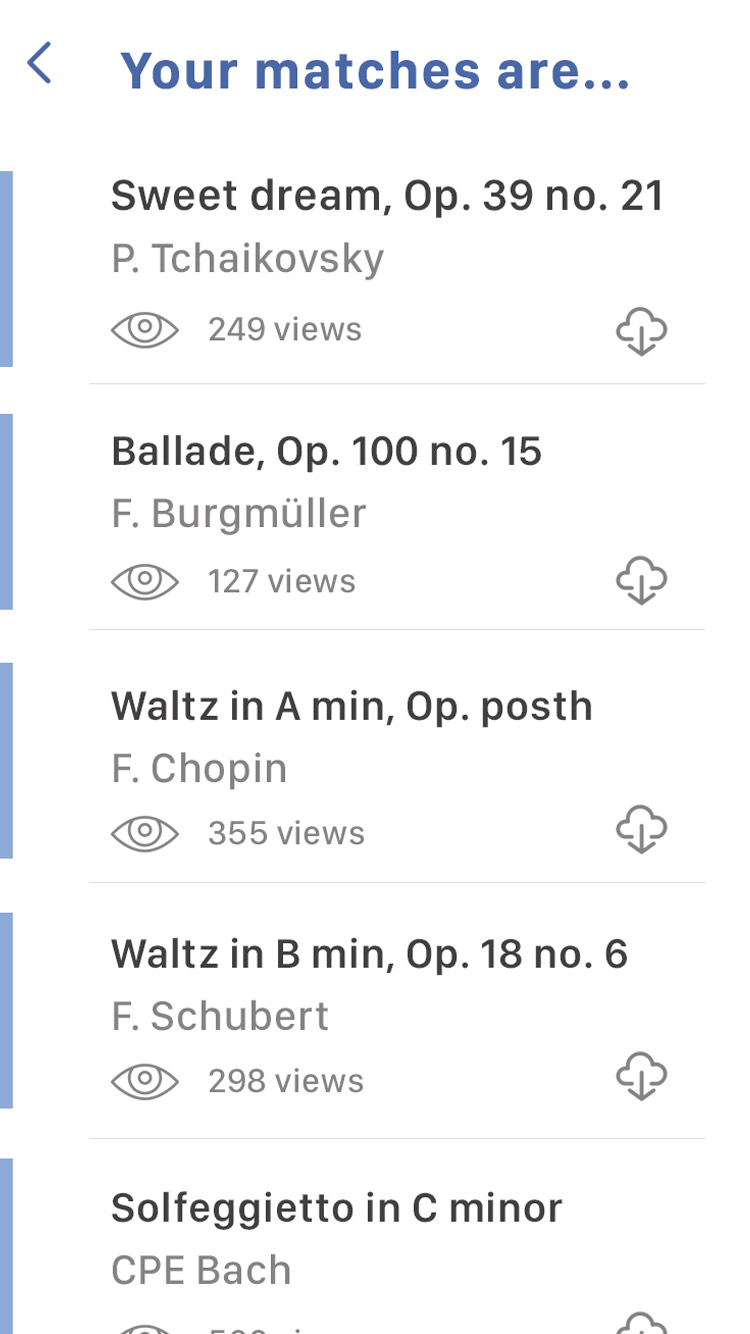 Your matches are...
Sweet dream, Op. 39 no. 21
P. Tchaikovsky
249 views
Ballade, Op. 100 no. 15
F. Burgmüller
127 views
Waltz in A min, Op. posth
F. Chopin
355 views
Waltz in B min, Op. 18 no. 6
F. Schubert
298 views
Solfeggietto in C minor
CPE Bach